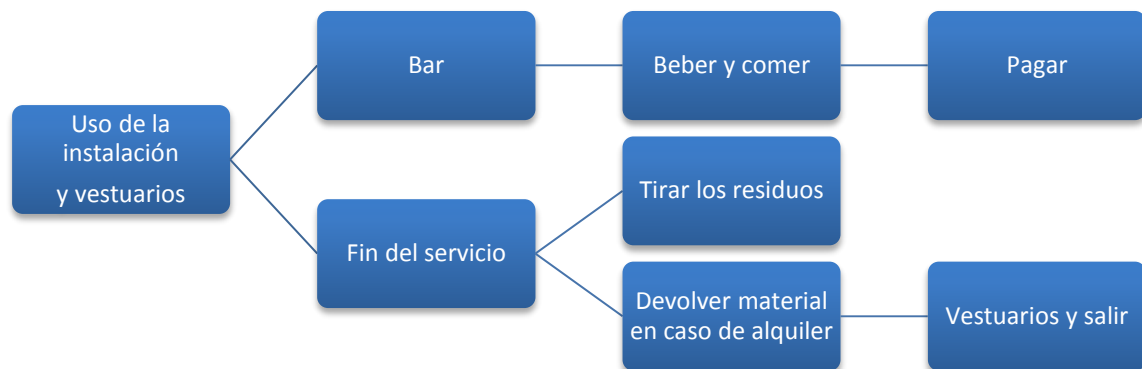 Uso de la
instalación
y vestuarios
Bar
Beber y comer
Pagar
Fin del servicio
Tirar los residuos
Devolver material
en caso de alquiler
Vestuarios y salir